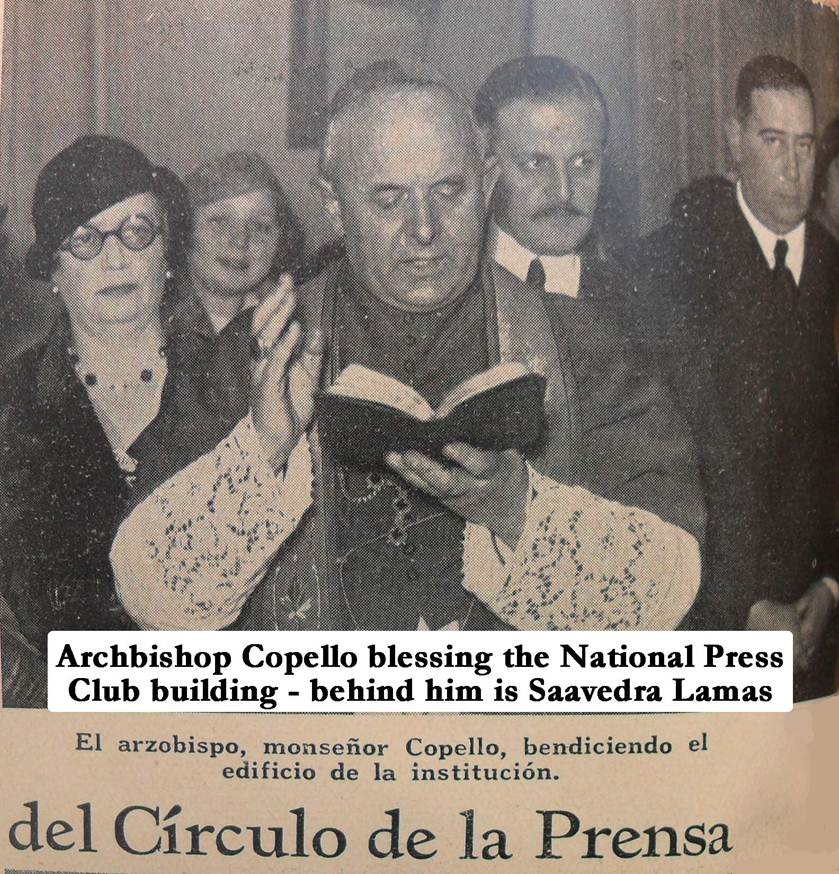 Archbishop Copello blessing the National Press
Club building - behind him is Saavedra Lamas
El arzobispo, monseñor Copello, bendiciendo el
edificio de la institución.
del Círculo de la Prensa